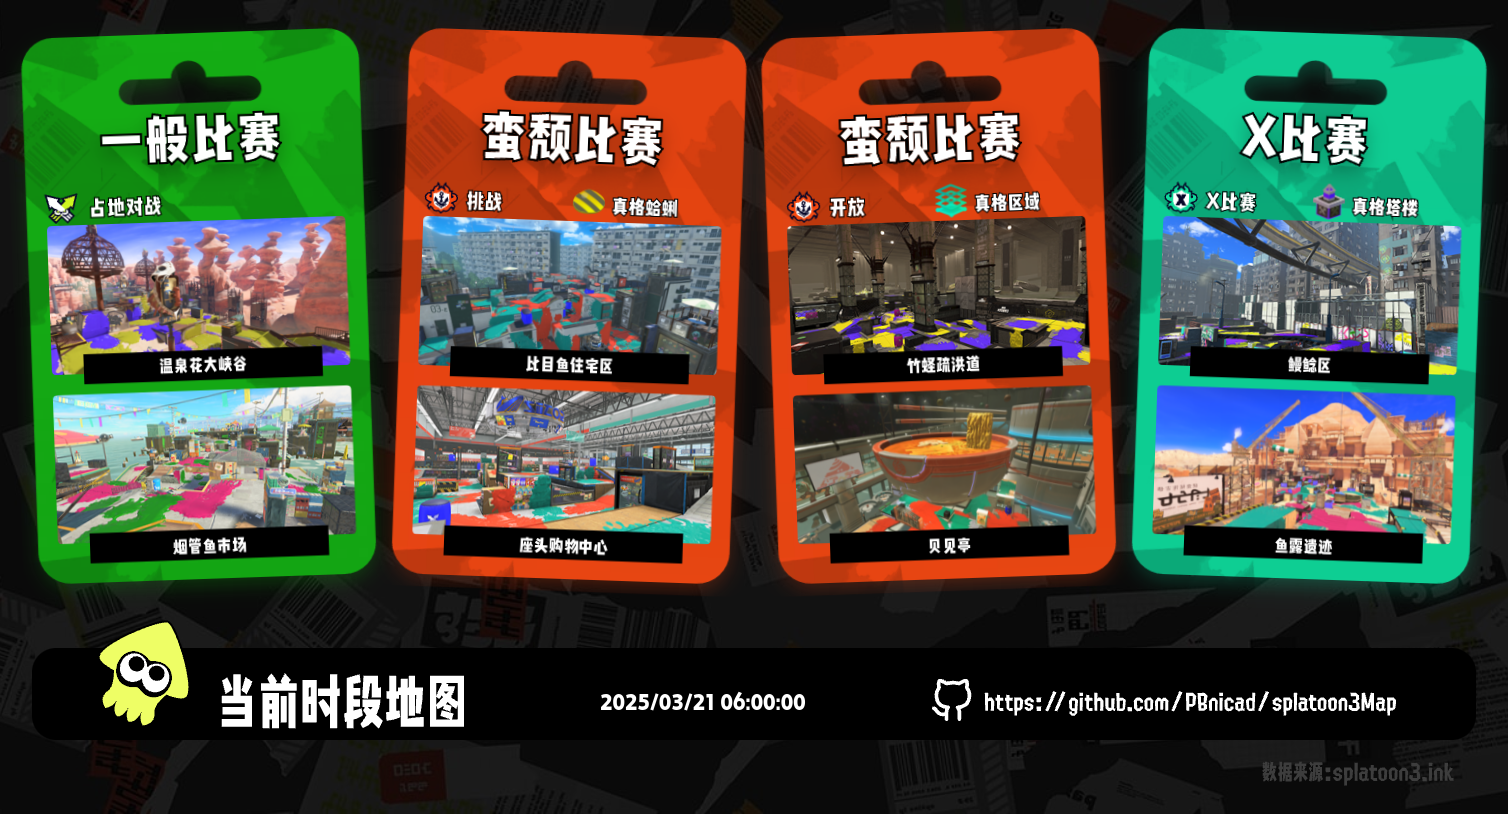 一般比赛
占地对战
温泉花大峡谷
烟管鱼市场
蛮颓比赛
挑战
真格蛤蜊
比目鱼住宅区
座头购物中心
蛮颓比赛
开放
真格区域
竹蛏疏洪道
贝贝亭
X比赛
X比赛
真格塔楼
鳗鲶区
鱼露遗迹
当前时段地图
2025/03/21 06:00:00
https://github.com/PBnicad/splatoon3Map
数据来源:splatoon3.ink